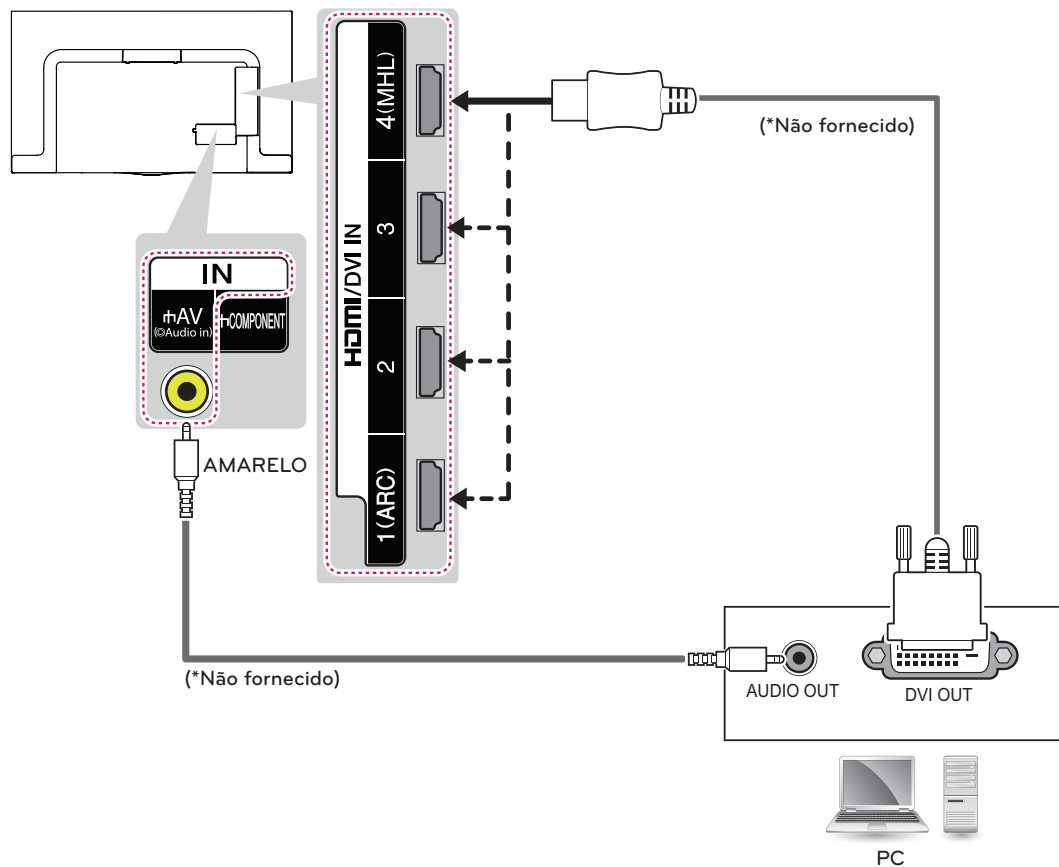 HDMI/DVI IN
4(MHL)
3
2
1(ARC)
(*Não fornecido)
IN
AV
(Audio in)
COMPONENT
AMARELO
(*Não fornecido)
AUDIO OUT
DVI OUT
PC